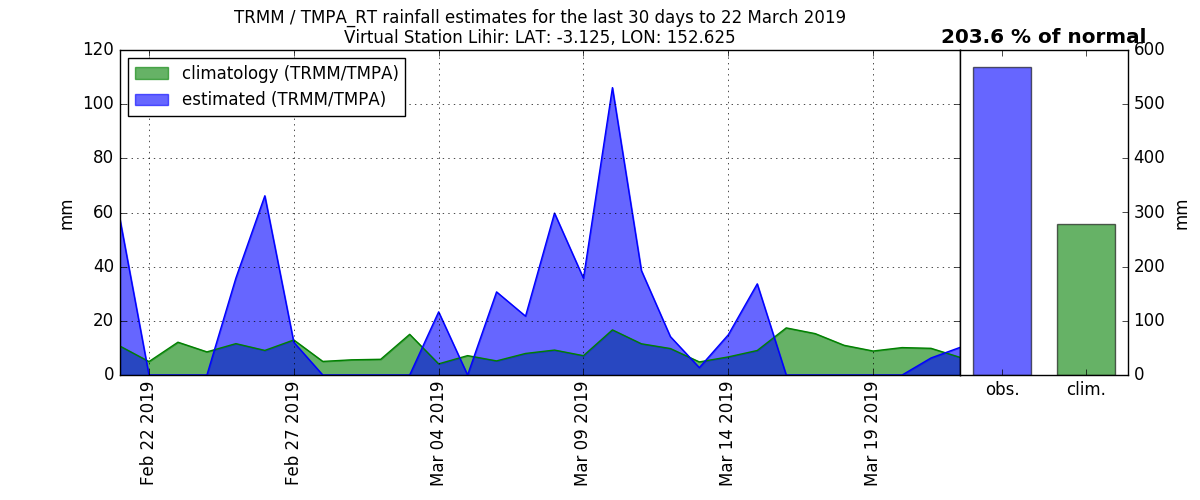 TRMM / TMPA_RT rainfall estimates for the last 30 days to 22 March 2019
Virtual Station Lihir: LAT: -3.125, LON: 152.625
203.6 % of normal
climatology (TRMM/TMPA)
estimated (TRMM/TMPA)
120
100
80
60
40
20
0
mm
Feb 22 2019
Feb 27 2019
Mar 04 2019
Mar 09 2019
Mar 14 2019
Mar 19 2019
obs.
clim.
600
500
400
300
200
100
0
mm